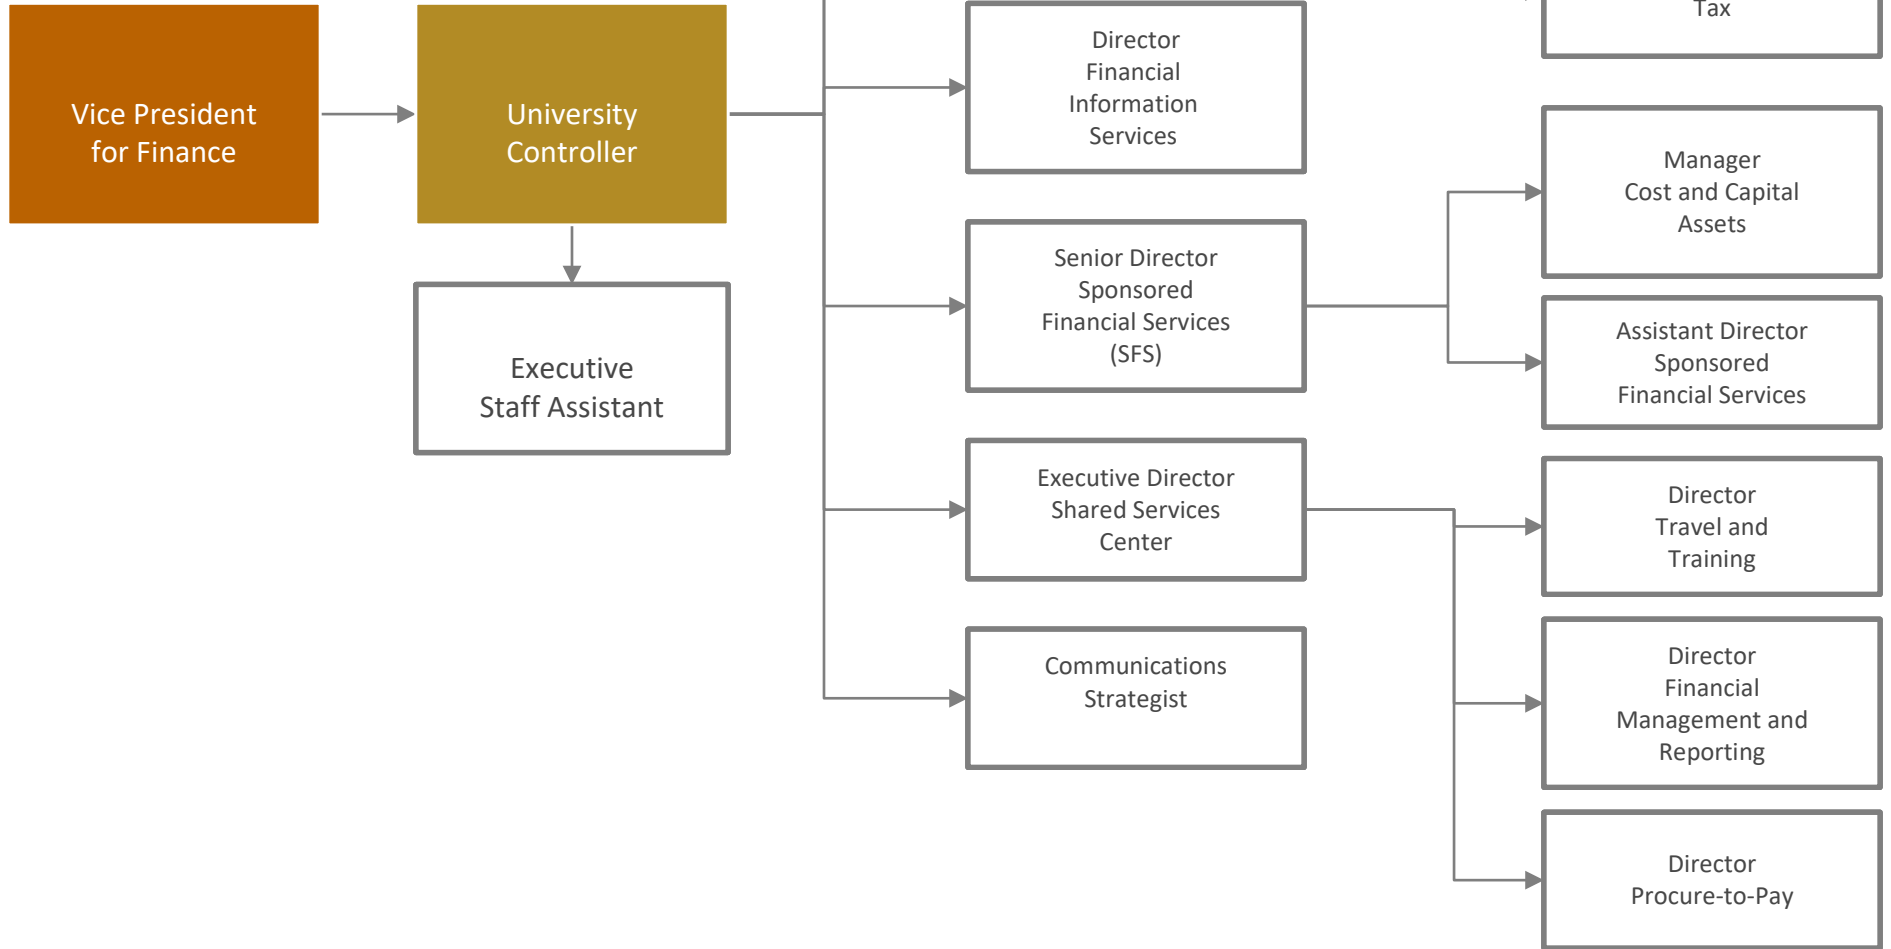 Tax
Vice President
for Finance
University
Controller
Executive
Staff Assistant
Director
Financial
Information
Services
Senior Director
Sponsored
Financial Services
(SFS)
Executive Director
Shared Services
Center
Communications
Strategist
Manager
Cost and Capital
Assets
Assistant Director
Sponsored
Financial Services
Director
Travel and
Training
Director
Financial
Management and
Reporting
Director
Procure-to-Pay